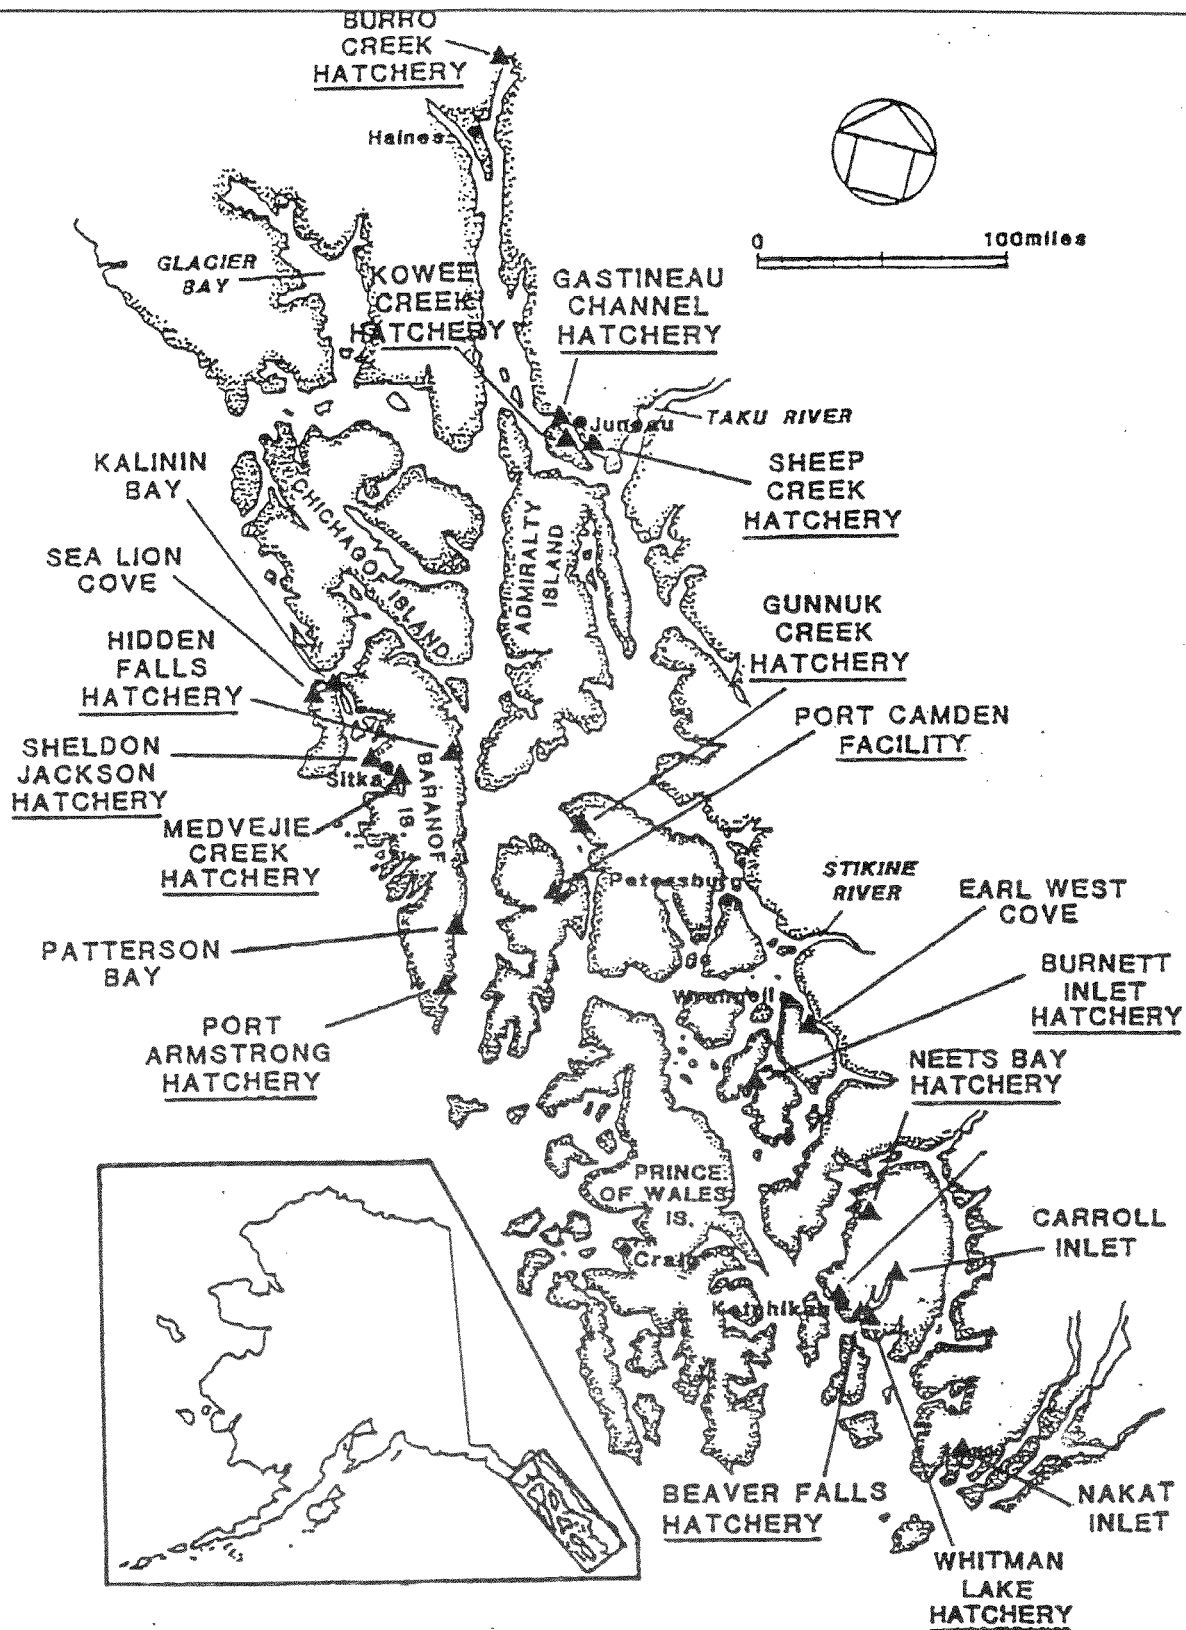 BURRO
CREEK
HATCHERY
Haines
0
100miles
GLACIER
BAY
KOWEE
CREEK
HATCHERY
GASTINEAU
CHANNEL
HATCHERY
Juneau
TAKU RIVER
KALININ
BAY
SHEEP
CREEK
HATCHERY
CHICHAGOF ISLAND
ADMIRALTY
ISLAND
SEA LION
COVE
GUNNUK
CREEK
HATCHERY
HIDDEN
FALLS
HATCHERY
PORT CAMDEN
FACILITY
SHELDON
JACKSON
HATCHERY
Sitka
BARANOF
IS.
MEDVEJIE
CREEK
HATCHERY
Petersburg
STIKINE
RIVER
EARL WEST
COVE
PATTERSON
BAY
BURNETT
INLET
HATCHERY
Wrangell
PORT
ARMSTRONG
HATCHERY
NEETS BAY
HATCHERY
PRINCE
OF WALES
IS.
CARROLL
INLET
Craig
Ketchikan
BEAVER FALLS
HATCHERY
NAKAT
INLET
WHITMAN
LAKE
HATCHERY